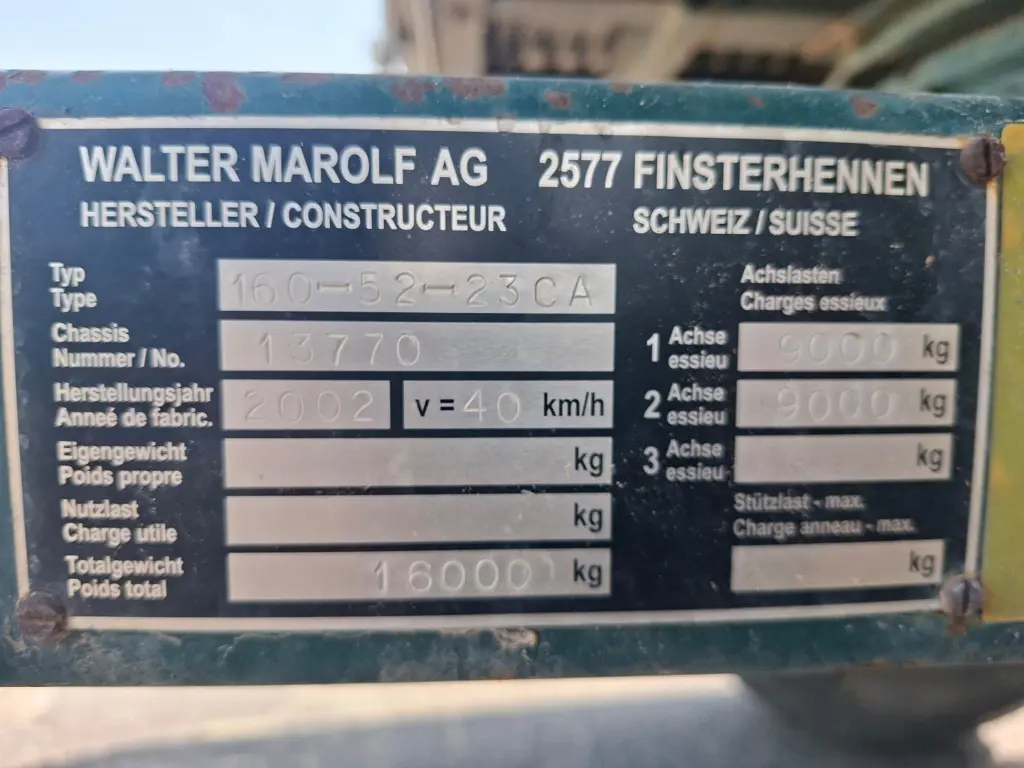 WALTER MAROLF AG 2577 FINSTERHENNEN
HERSTELLER / CONSTRUCTEUR SCHWEIZ / SUISSE
Typ
Type 160-52-23CA
Chassis
Nummer / No. 13770
Herstellungsjahr
Anneé de fabric. 2002 v = 40 km/h
Eigengewicht
Poids propre kg
Nutzlast
Charge utile kg
Totalgewicht
Poids total 16000 kg
Achslasten
Charges essieux
1 Achse
essieu 9000 kg
2 Achse
essieu 9000 kg
3 Achse
essieu kg
Stützlast - max.
Charge anneau - max.
kg